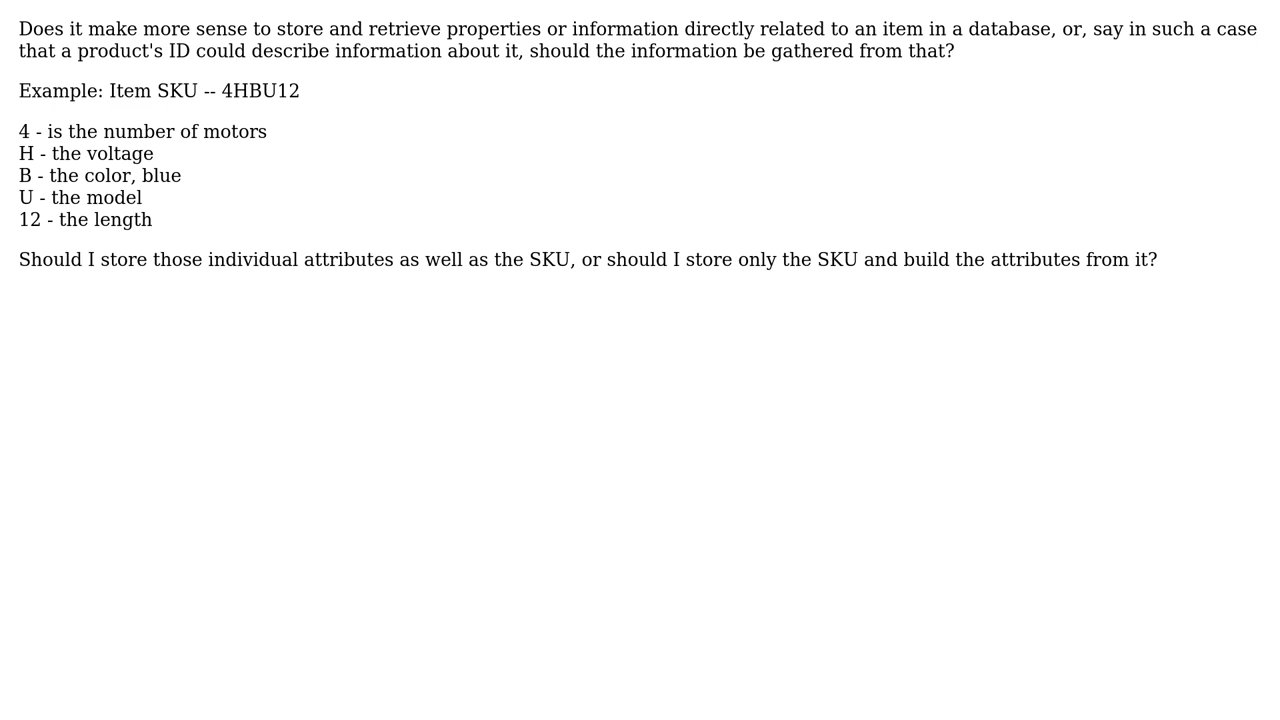 Does it make more sense to store and retrieve properties or information directly related to an item in a database, or, say in such a case
that a product's ID could describe information about it, should the information be gathered from that?
Example: Item SKU -- 4HBU12
4 - is the number of motors
H - the voltage
B - the color, blue
U - the model
12 - the length
Should I store those individual attributes as well as the SKU, or should I store only the SKU and build the attributes from it?